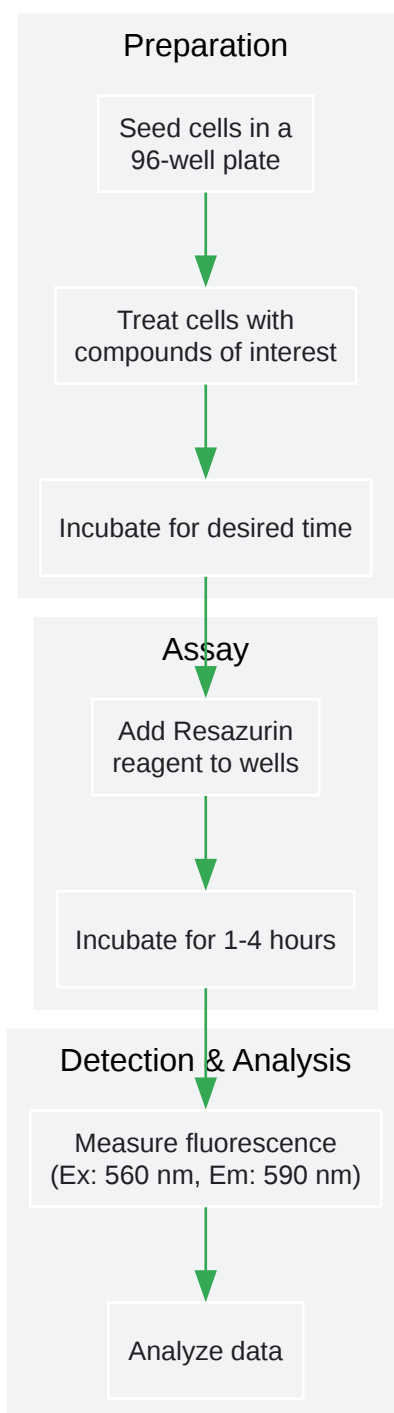 Preparation
Seed cells in a
96-well plate
Treat cells with
compounds of interest
Incubate for desired time
Assay
Add Resazurin
reagent to wells
Incubate for 1-4 hours
Detection & Analysis
Measure fluorescence
(Ex: 560 nm, Em: 590 nm)
Analyze data